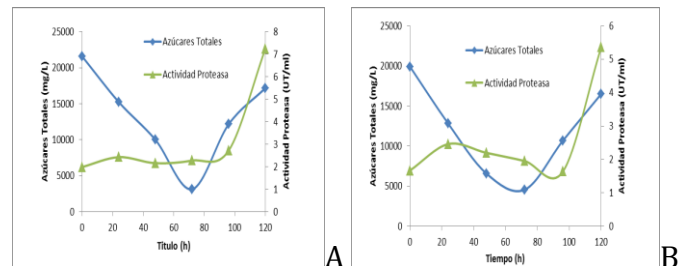 25000
20000
15000
10000
5000
0
Azúcares Totales (mg/L)
Azúcares Totales
Actividad Proteasa
8
7
6
5
4
3
2
1
0
Actividad Proteasa (UT/ml)
0 20 40 60 80 100 120
Titulo (h)
A
25000
20000
15000
10000
5000
0
Azúcares Totales (mg/L)
Azúcares Totales
Actividad Proteasa
6
5
4
3
2
1
0
Actividad Proteasa (UT/ml)
0 20 40 60 80 100 120
Tiempo (h)
B